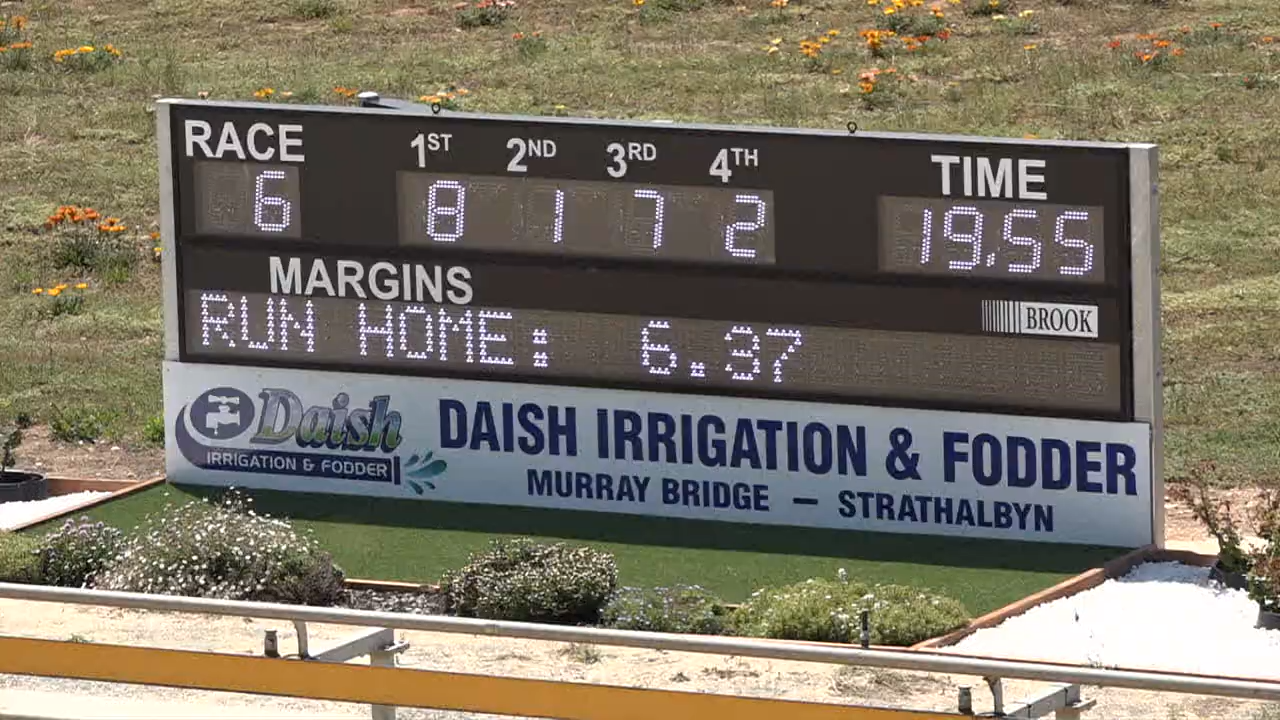 RACE 1ST 2ND 3RD 4TH TIME
6 8 1 7 2 19.55
MARGINS
RUN HOME: 6.37
BROOK
Daish
IRRIGATION & FODDER
DAISH IRRIGATION & FODDER
MURRAY BRIDGE – STRATHALBYN